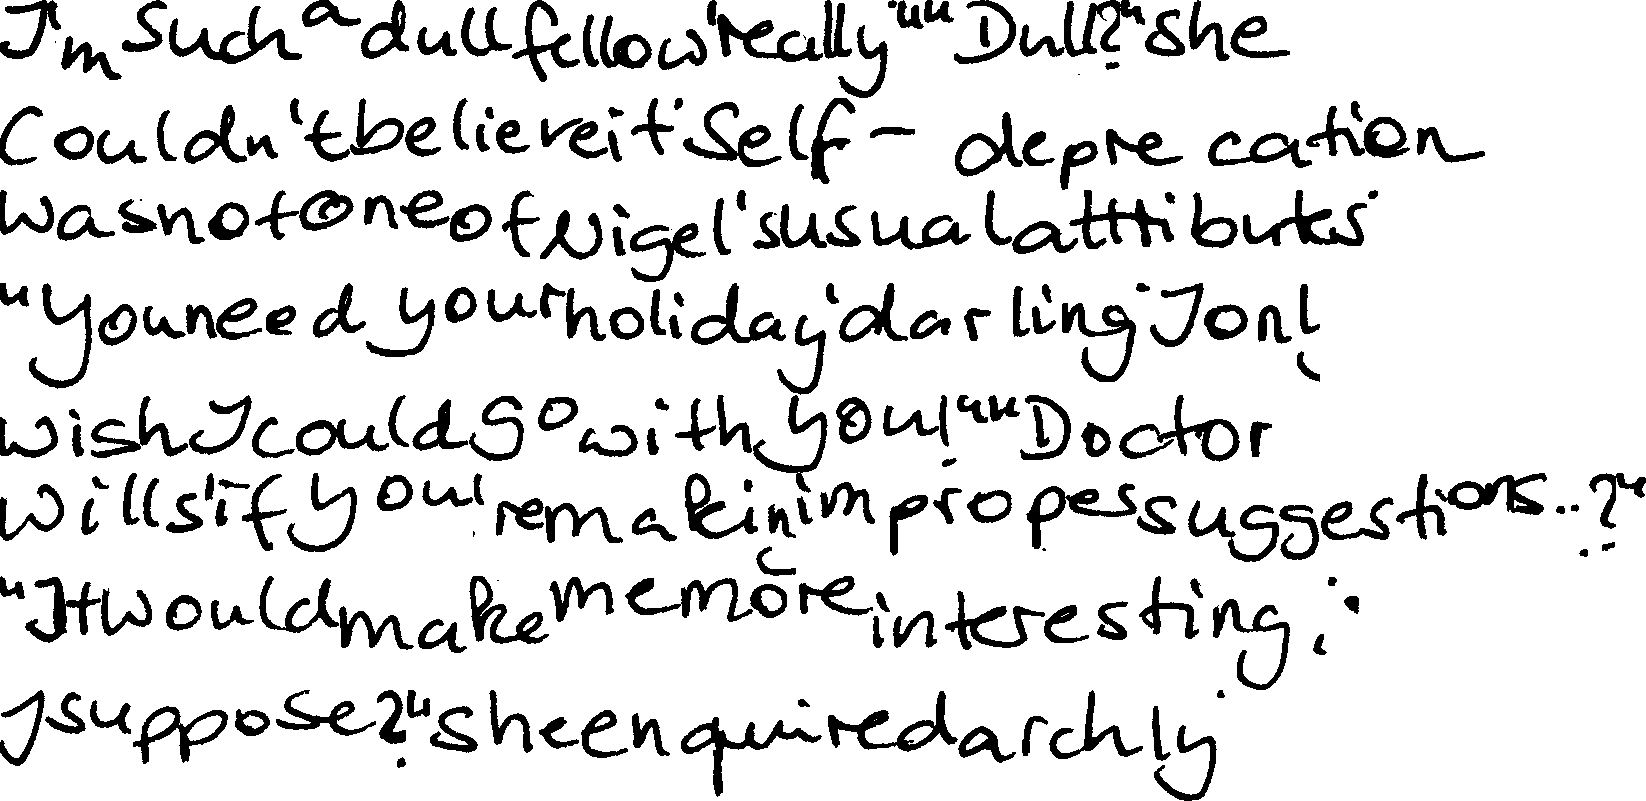 I'm such a dull fellow really." "Dull?" She
couldn't believe it. Self-deprecation
was not one of Nigel's usual attributes.
"You need your holiday, darling. Jon!
wish I could go with you!" "Doctor
Wills, if you're makin' improper suggestions..?"
"It would make me more interesting,
I suppose?" she enquired archly.